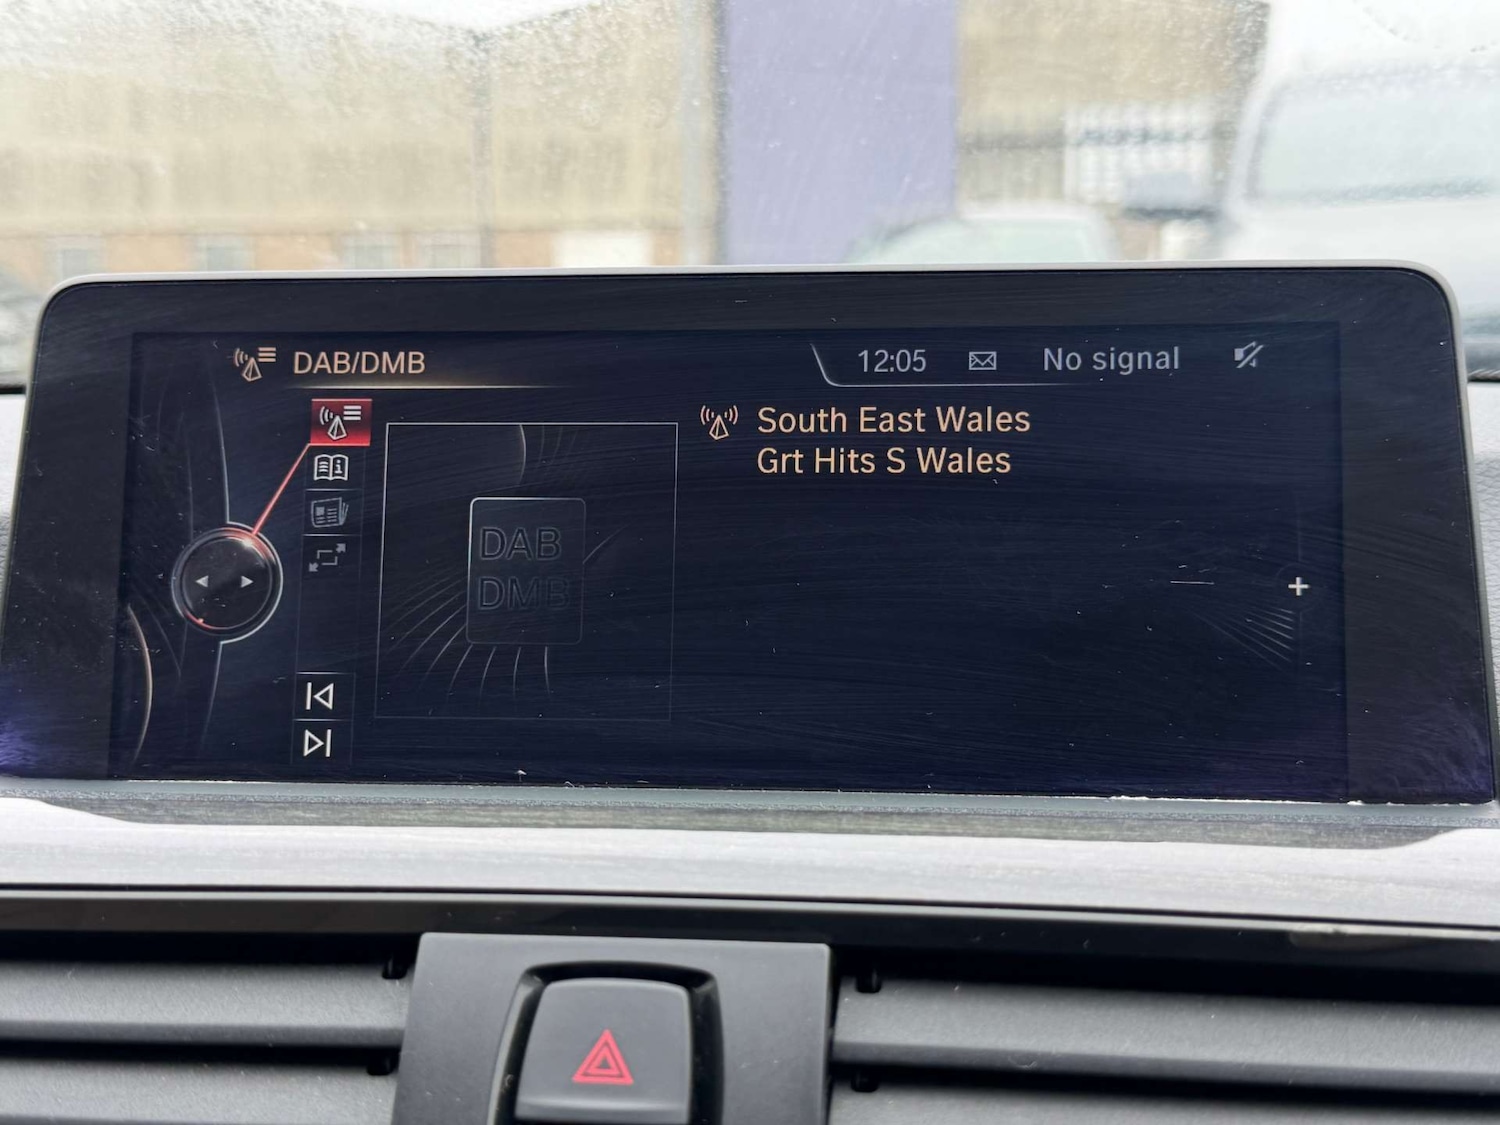 DAB/DMB
12:05
No signal
South East Wales
Grt Hits S Wales
DAB
DMB